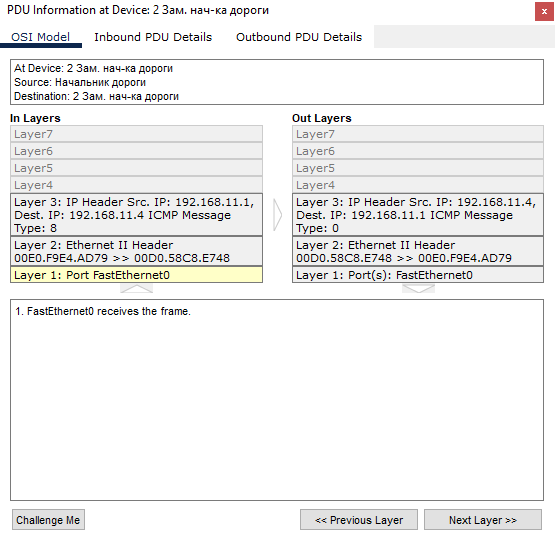 PDU Information at Device: 2 Зам. нач-ка дороги
x
OSI Model Inbound PDU Details Outbound PDU Details
At Device: 2 Зам. нач-ка дороги
Source: Начальник дороги
Destination: 2 Зам. нач-ка дороги
In Layers
Layer7
Layer6
Layer5
Layer4
Layer 3: IP Header Src. IP: 192.168.11.1,
Dest. IP: 192.168.11.4 ICMP Message
Type: 8
Layer 2: Ethernet II Header
00E0.F9E4.AD79 >> 00D0.58C8.E748
Layer 1: Port FastEthernet0
Out Layers
Layer7
Layer6
Layer5
Layer4
Layer 3: IP Header Src. IP: 192.168.11.4,
Dest. IP: 192.168.11.1 ICMP Message
Type: 0
Layer 2: Ethernet II Header
00D0.58C8.E748 >> 00E0.F9E4.AD79
Layer 1: Port(s): FastEthernet0
1. FastEthernet0 receives the frame.
Challenge Me << Previous Layer Next Layer >>